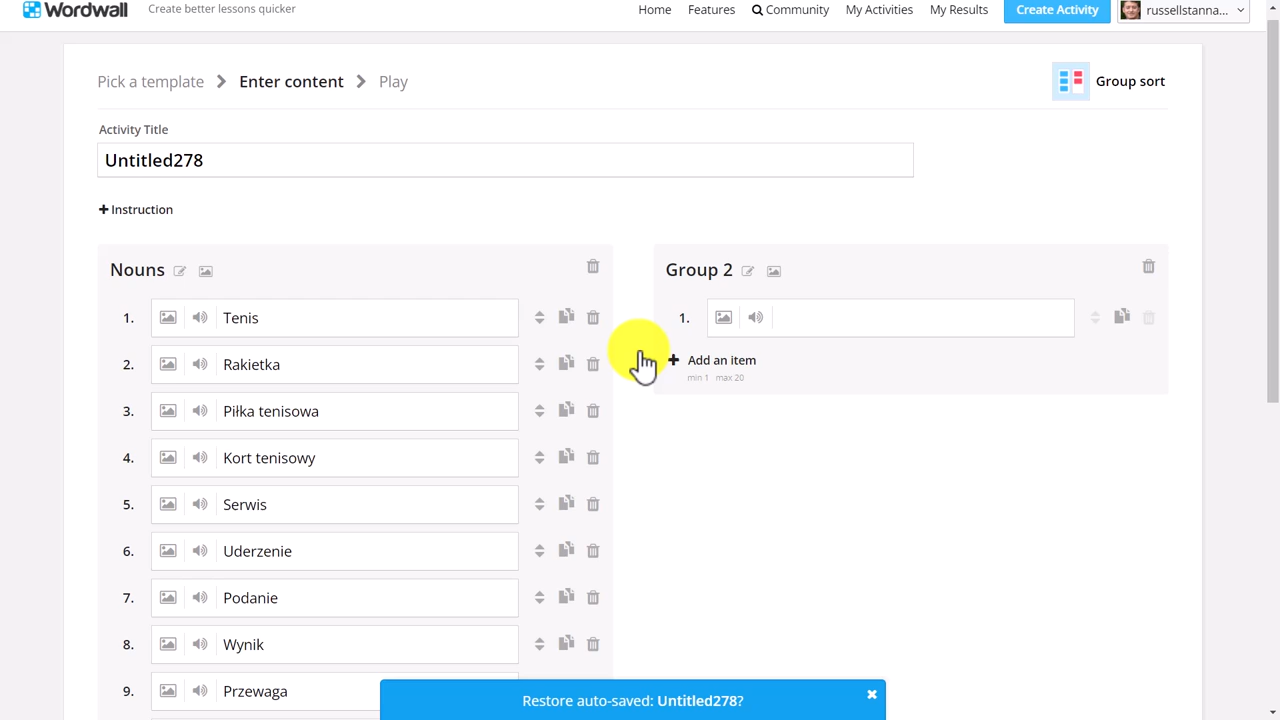 Wordwall
Create better lessons quicker
Home
Features
Community
My Activities
My Results
Create Activity
russellstanna...
Pick a template
Enter content
Play
Group sort
Activity Title
Untitled278
+ Instruction
Nouns
1. Tenis
2. Rakietka
3. Piłka tenisowa
4. Kort tenisowy
5. Serwis
6. Uderzenie
7. Podanie
8. Wynik
9. Przewaga
Group 2
1.
+ Add an item
min 1 max 20
Restore auto-saved: Untitled278?